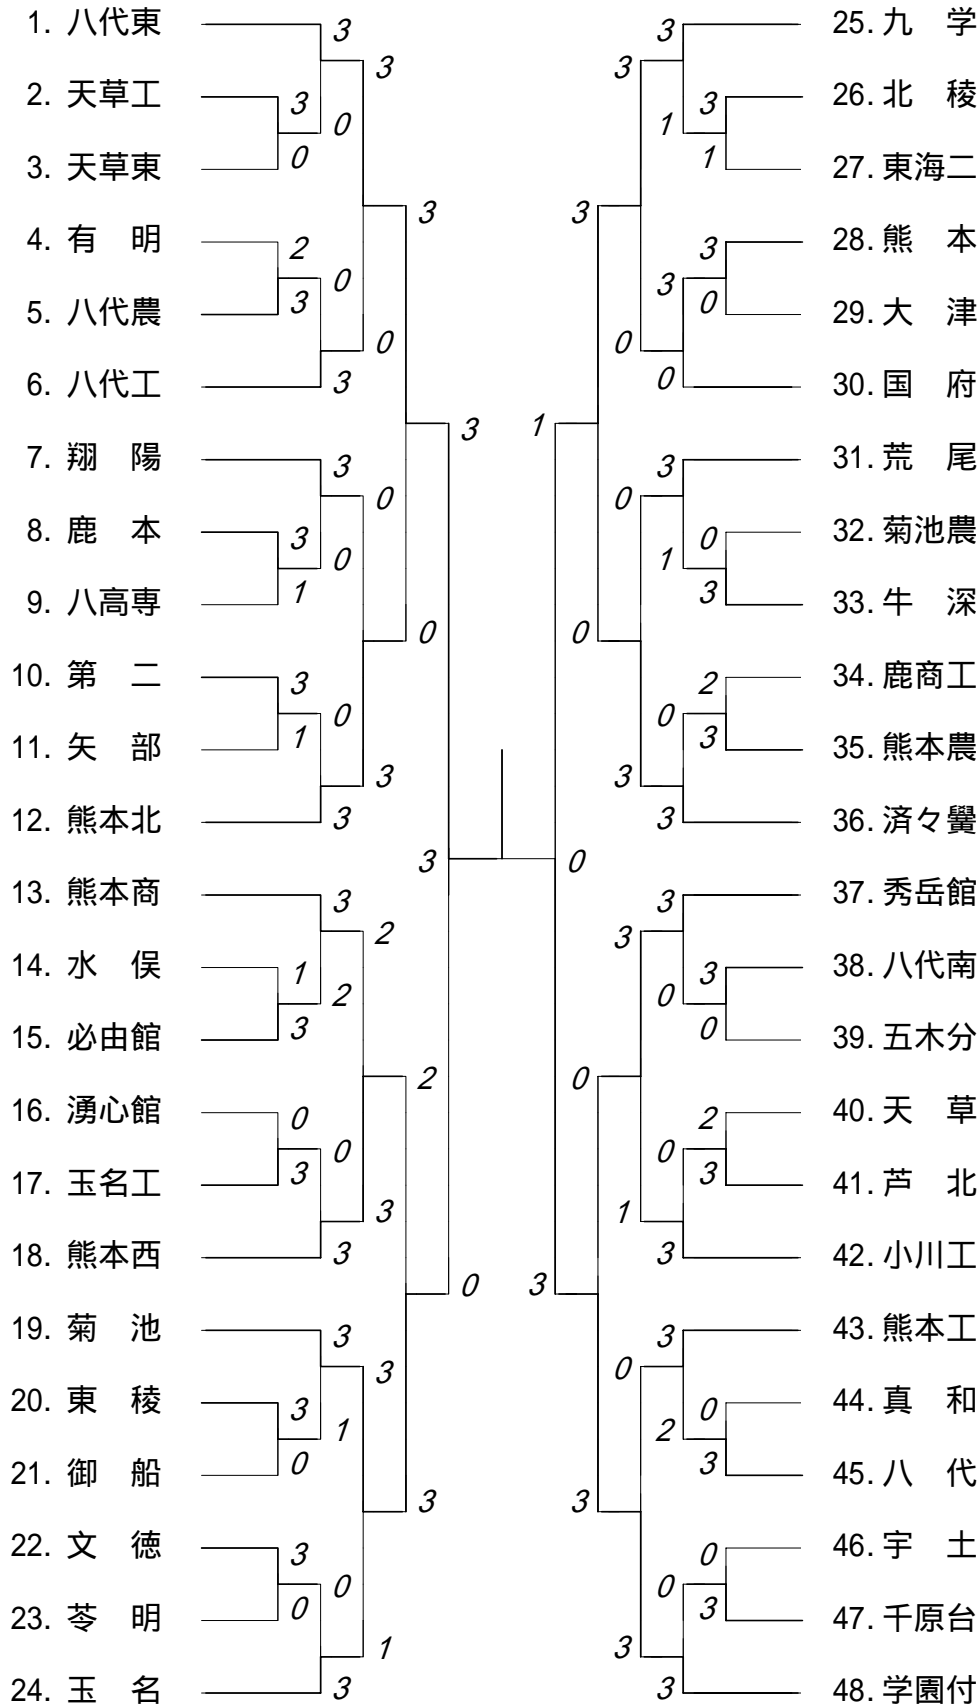 1. 八代東
3
3
2. 天草工
3
0
3. 天草東
0
3
4. 有　明
2
0
5. 八代農
3
0
6. 八代工
3
3
7. 翔　陽
3
0
8. 鹿　本
3
0
9. 八高専
1
0
10. 第　二
3
0
11. 矢　部
1
3
12. 熊本北
3
3
13. 熊本商
3
2
14. 水　俣
1
2
15. 必由館
3
2
16. 湧心館
0
0
17. 玉名工
3
3
18. 熊本西
3
0
19. 菊　池
3
3
20. 東　稜
3
1
21. 御　船
0
3
22. 文　徳
3
0
23. 苓　明
0
1
24. 玉　名
3
3
25. 九　学
3
3
26. 北　稜
1
1
27. 東海二
3
3
28. 熊　本
3
0
29. 大　津
0
0
30. 国　府
1
3
31. 荒　尾
0
0
32. 菊池農
1
3
33. 牛　深
0
2
34. 鹿商工
0
3
35. 熊本農
3
3
36. 済々黌
0
3
37. 秀岳館
3
3
38. 八代南
0
0
39. 五木分
0
2
40. 天　草
0
3
41. 芦　北
1
3
42. 小川工
3
3
43. 熊本工
0
0
44. 真　和
2
3
45. 八　代
3
0
46. 宇　土
0
3
47. 千原台
3
3
48. 学園付